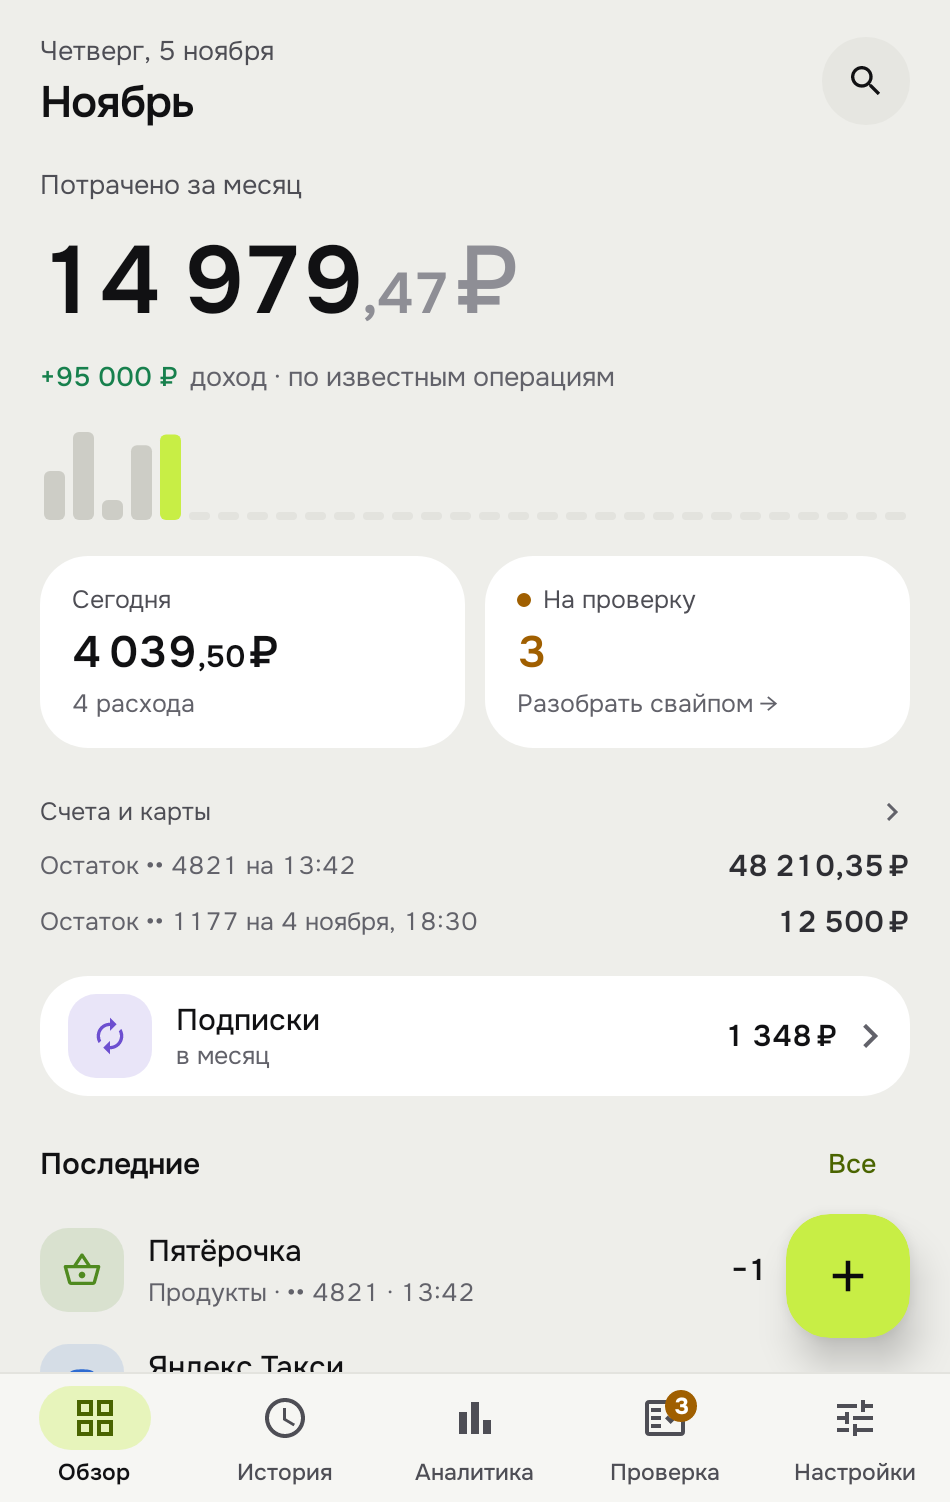 Четверг, 5 ноября
Ноябрь
Потрачено за месяц
14 979,47 ₽
+95 000 ₽ доход · по известным операциям
Сегодня
4 039,50 ₽
4 расхода
На проверку
3
Разобрать свайпом →
Счета и карты
Остаток •• 4821 на 13:42
48 210,35 ₽
Остаток •• 1177 на 4 ноября, 18:30
12 500 ₽
Подписки
в месяц
1 348 ₽
Последние
Все
Пятёрочка
Продукты · •• 4821 · 13:42
−1
Яндекс Такси
3
Обзор
История
Аналитика
Проверка
Настройки